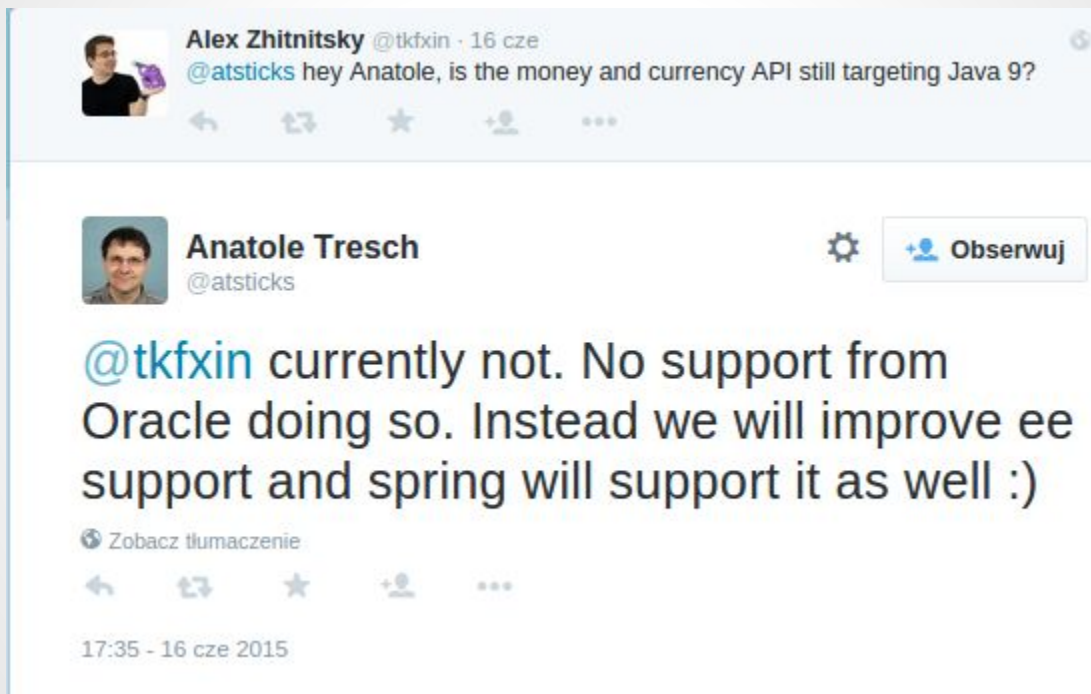 Alex Zhitnitsky @tkfxin · 16 cze
@atsticks hey Anatole, is the money and currency API still targeting Java 9?
Anatole Tresch
@atsticks
Obserwuj
@tkfxin currently not. No support from
Oracle doing so. Instead we will improve ee
support and spring will support it as well :)
Zobacz tłumaczenie
17:35 - 16 cze 2015